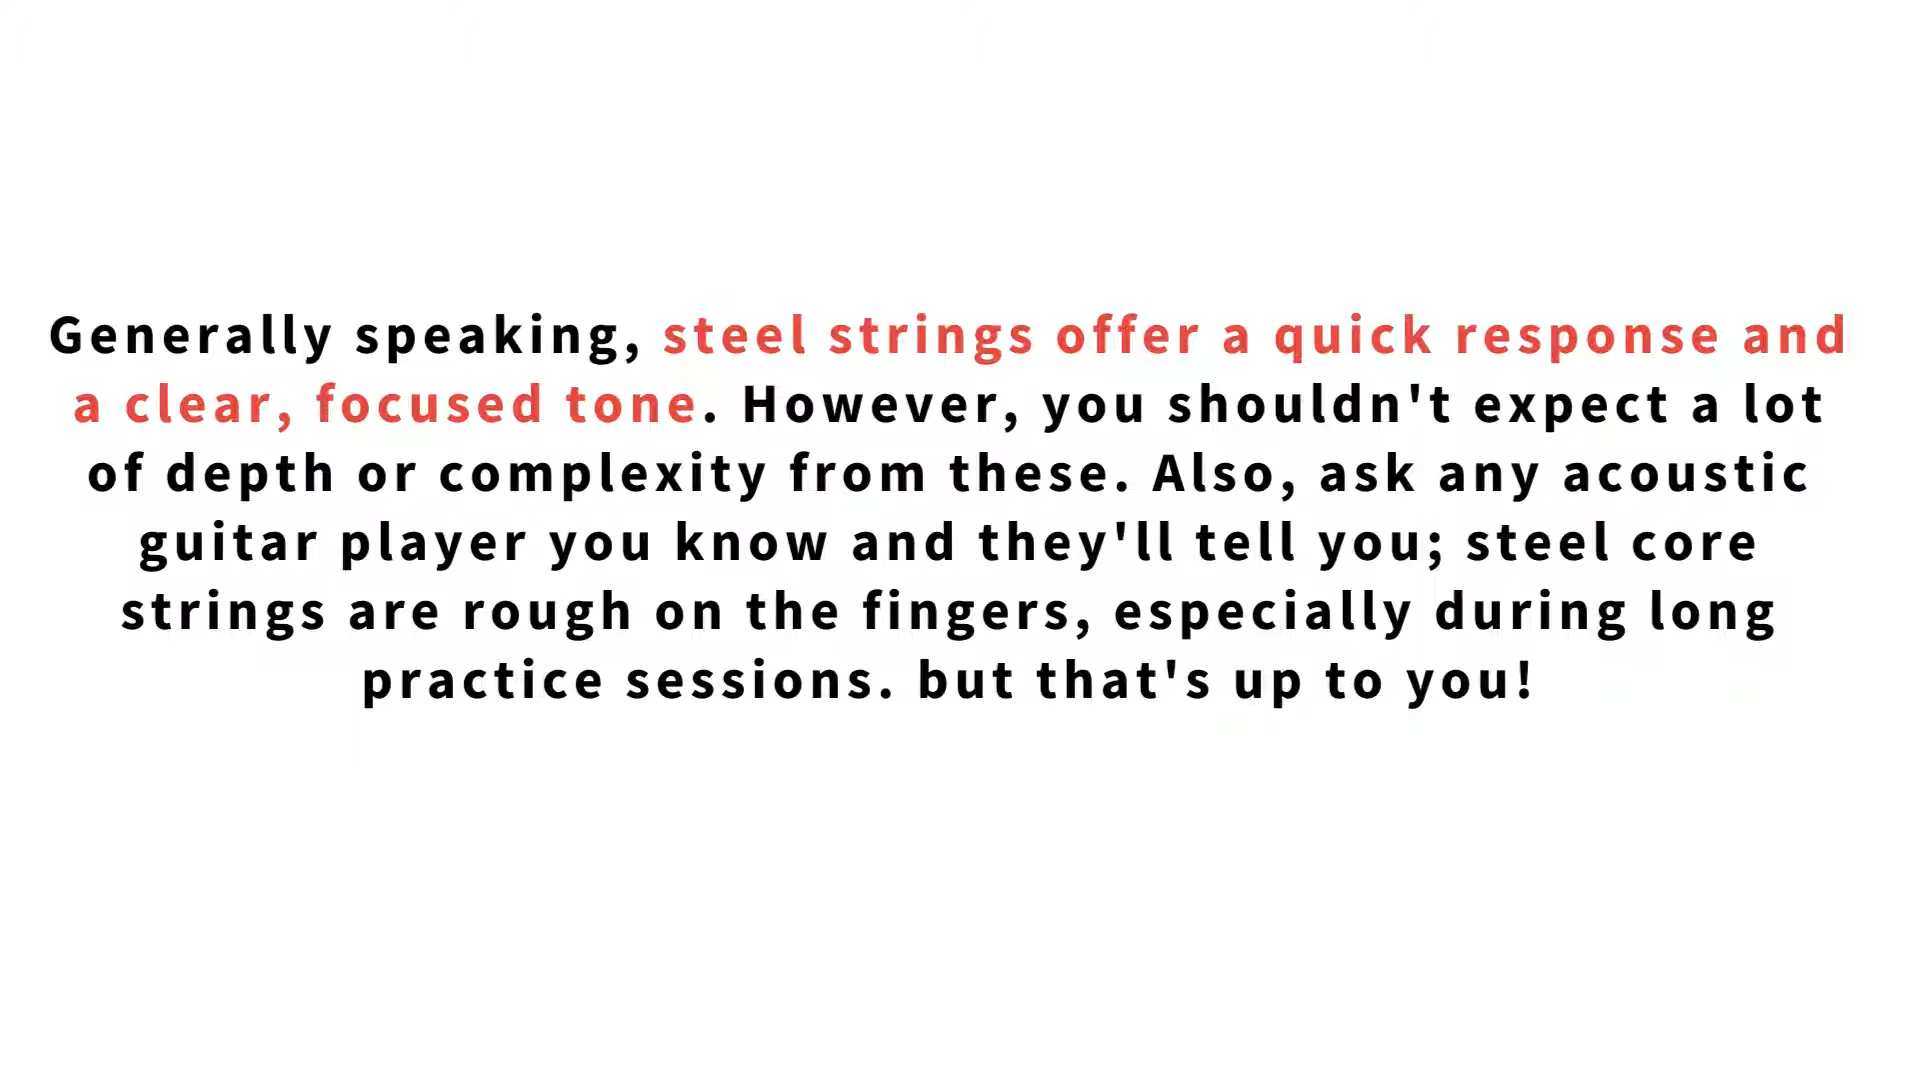 Generally speaking, steel strings offer a quick response and
a clear, focused tone. However, you shouldn't expect a lot
of depth or complexity from these. Also, ask any acoustic
guitar player you know and they'll tell you; steel core
strings are rough on the fingers, especially during long
practice sessions. but that's up to you!